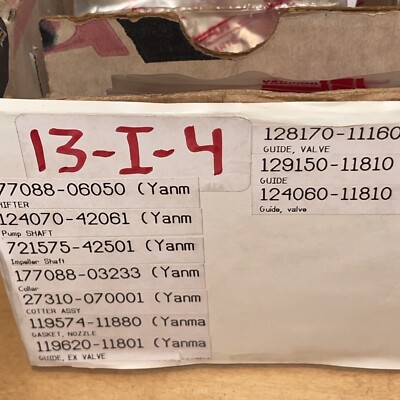 13-I-4
77088-06050 (Yanm
HIFTER
124070-42061 (Yanm
Pump SHAFT
721575-42501 (Yanm
Impeller Shaft
177088-03233 (Yanm
Collar
27310-070001 (Yanm
COTTER ASSY
119574-11880 (Yanma
GASKET, NOZZLE
119620-11801 (Yanma
GUIDE, EX VALVE
128170-11160
GUIDE, VALVE
129150-11810
GUIDE
124060-11810
Guide, valve